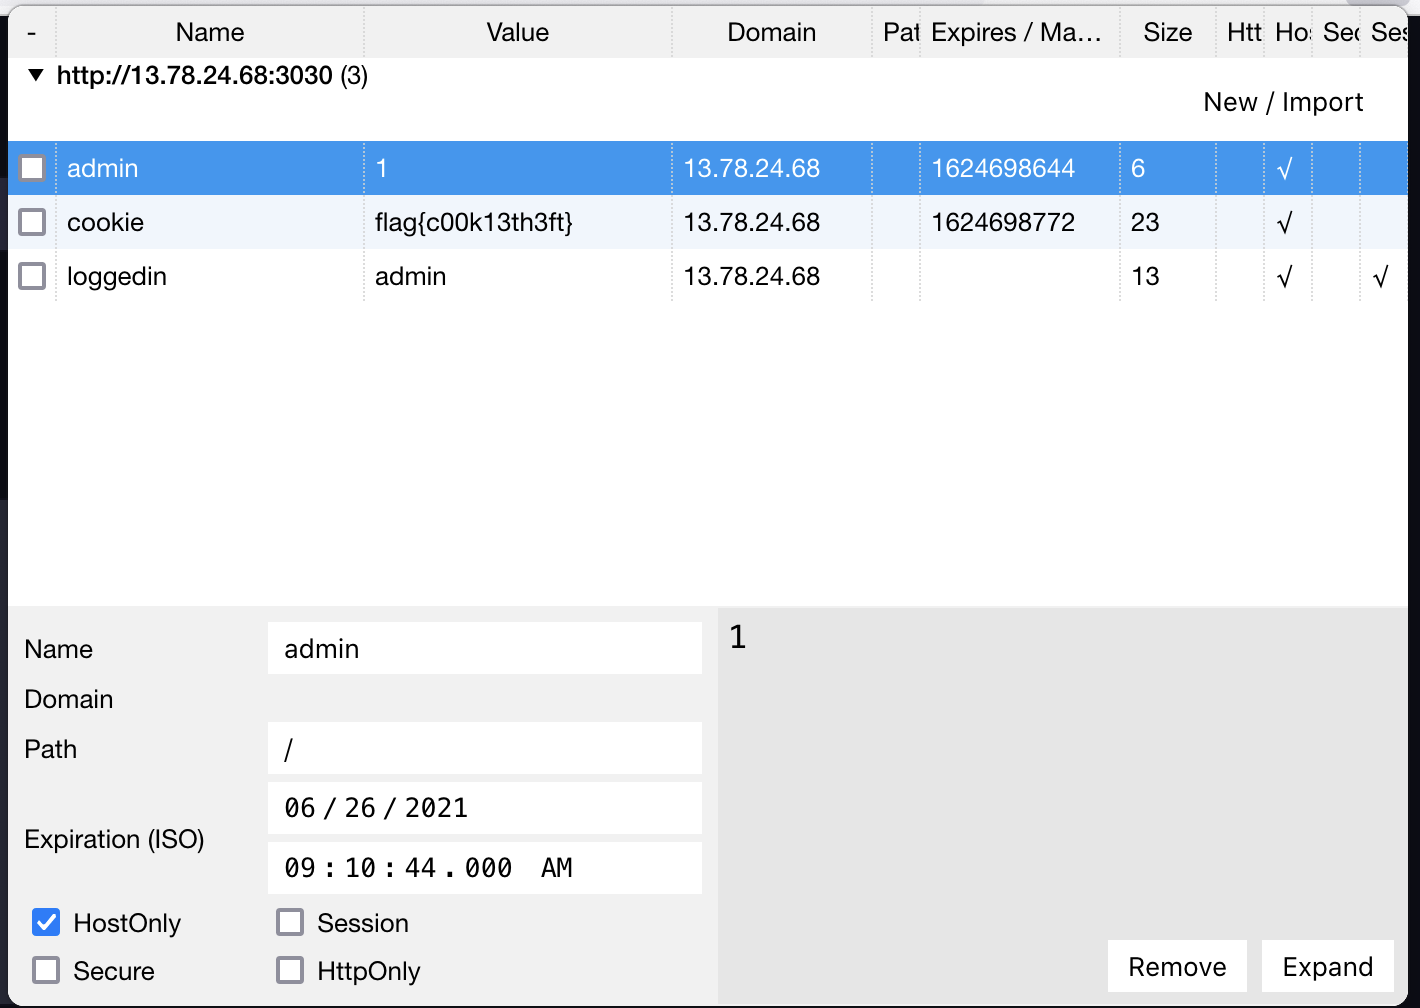 - Name Value Domain Pat Expires / Ma... Size Htt Hos Sec Ses
▼ http://13.78.24.68:3030 (3)
New / Import
admin 1 13.78.24.68 1624698644 6 √
cookie flag{c00k13th3ft} 13.78.24.68 1624698772 23 √
loggedin admin 13.78.24.68 13 √ √
Name admin
1
Domain
Path /
06/26/2021
Expiration (ISO)
09:10:44.000 AM
HostOnly Session
Secure HttpOnly
Remove Expand